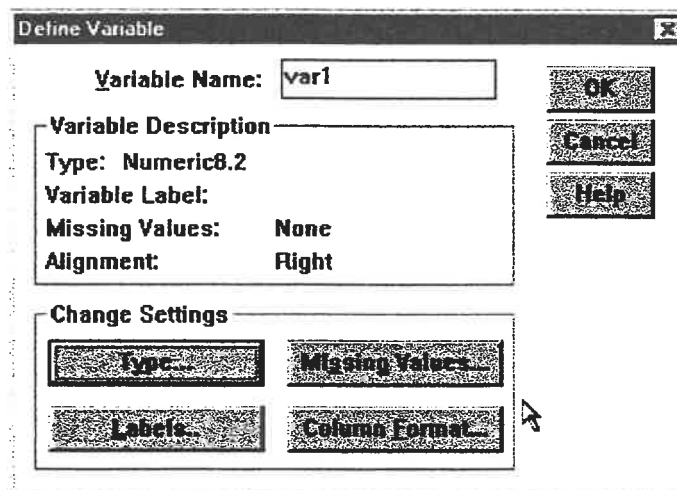 Define Variable
Variable Name: var1
OK
Cancel
Help
Variable Description
Type: Numeric8.2
Variable Label:
Missing Values: None
Alignment: Right
Change Settings
Type... Missing Values...
Labels.. Column Format...